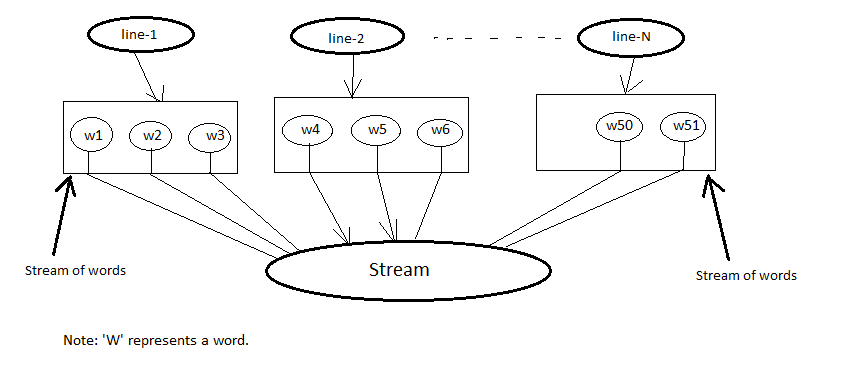 line-1
line-2
line-N
w1
w2
w3
w4
w5
w6
w50
w51
Stream
Stream of words
Stream of words
Note: 'W' represents a word.